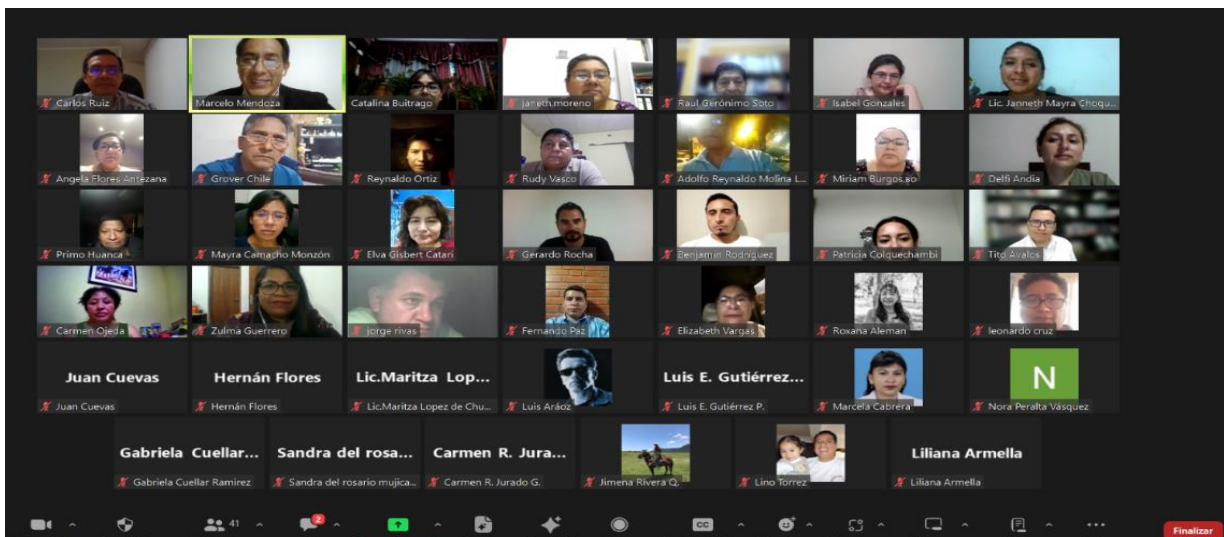 Carlos Ruiz
Marcelo Mendoza
Catalina Buitrago
janeth.moreno
Raul Gerónimo Soto
Isabel Gonzales
Lic. Janneth Mayra Choqu...
Angela Flores Antezana
Grover Chile
Reynaldo Ortiz
Rudy Vasco
Adolfo Reynaldo Molina L...
Miriam Burgos.so
Delfi Andia
Primo Huanca
Mayra Camacho Monzón
Elva Gisbert Catari
Gerardo Rocha
Benjamin Rodriguez
Patricia Colquechambi
Tito Avalos
Carmen Ojeda
Zulma Guerrero
jorge rivas
Fernando Paz
Elizabeth Vargas
Roxana Aleman
leonardo cruz
Juan Cuevas
Juan Cuevas
Hernán Flores
Hernán Flores
Lic.Maritza Lop...
Lic.Maritza Lopez de Chu...
Luis Aráoz
Luis E. Gutiérrez...
Luis E. Gutiérrez P.
Marcela Cabrera
N
Nora Peralta Vásquez
Gabriela Cuellar...
Gabriela Cuellar Ramirez
Sandra del rosa...
Sandra del rosario mujica...
Carmen R. Jura...
Carmen R. Jurado G.
Jimena Rivera Q.
Lino Torrez
Liliana Armella
Liliana Armella
41
2
CC
Finalizar